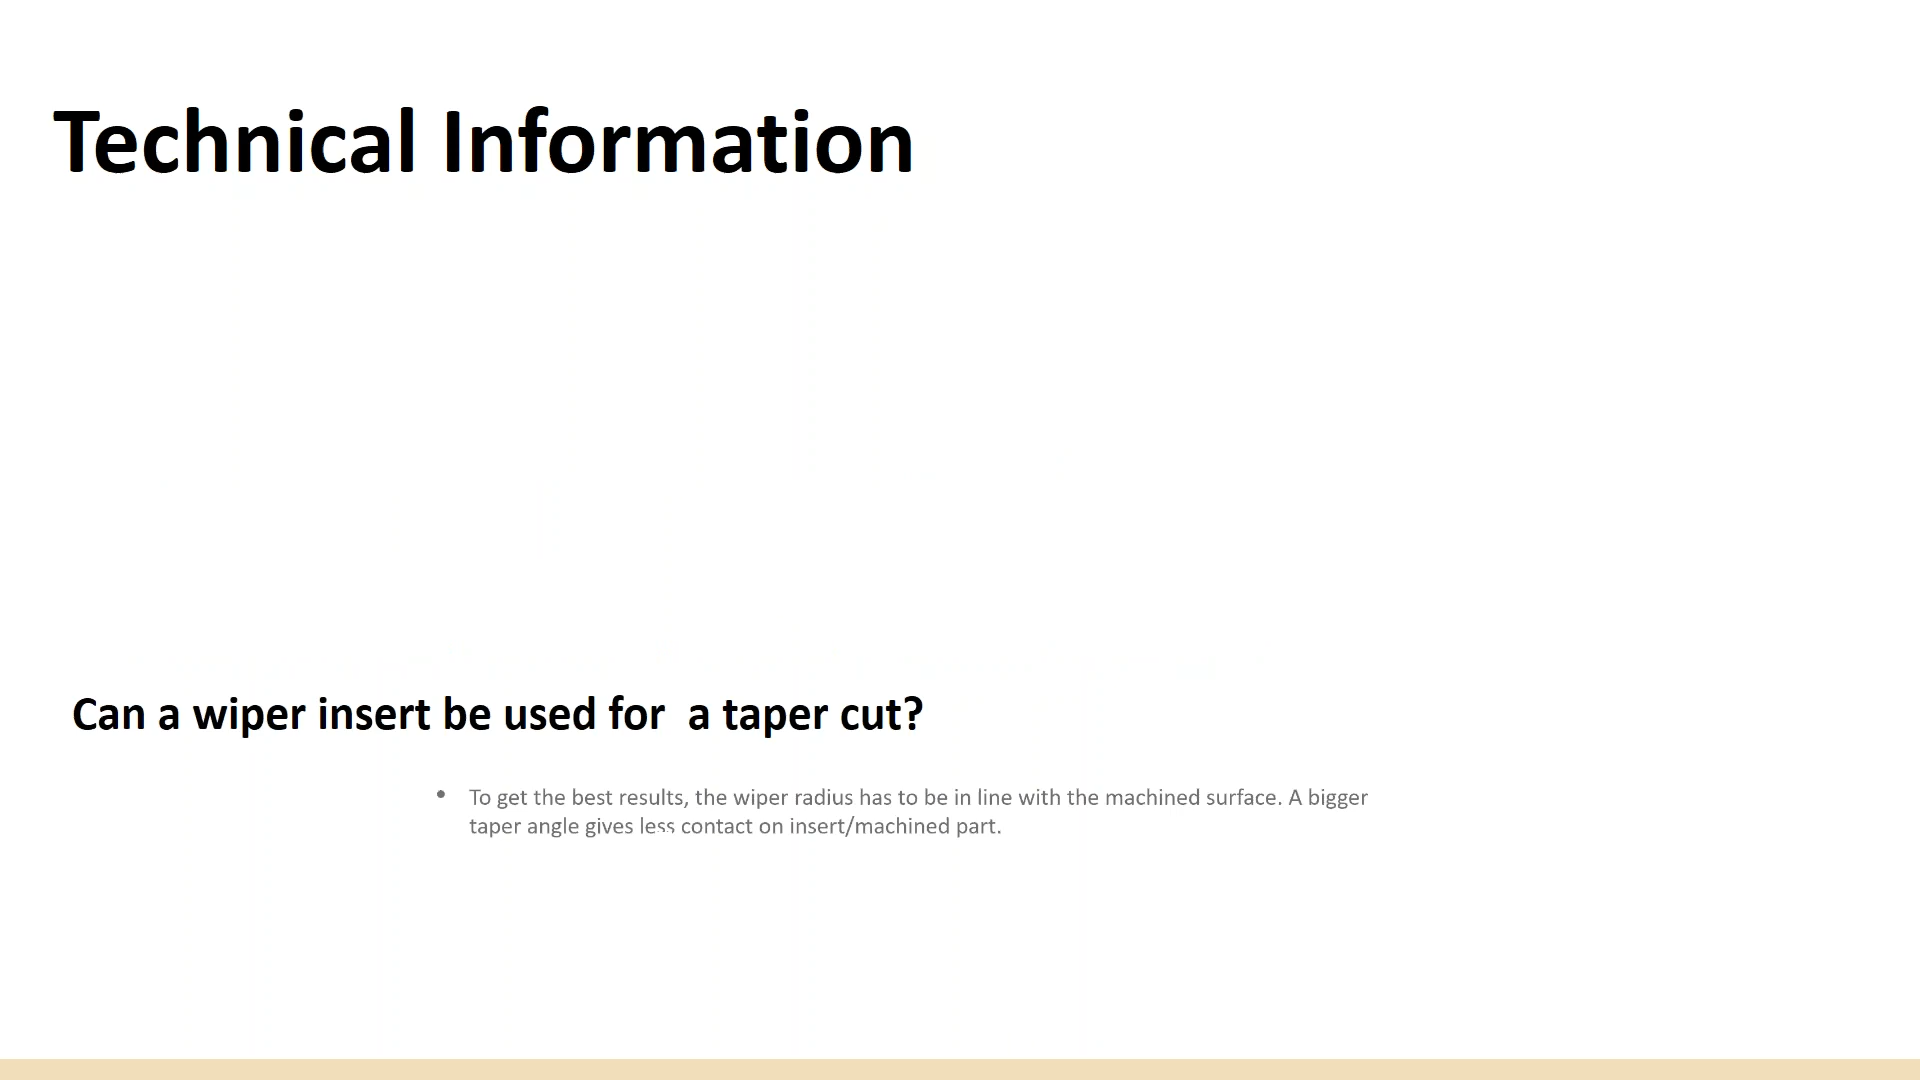 Technical Information
Can a wiper insert be used for  a taper cut?
• To get the best results, the wiper radius has to be in line with the machined surface. A bigger
taper angle gives less contact on insert/machined part.